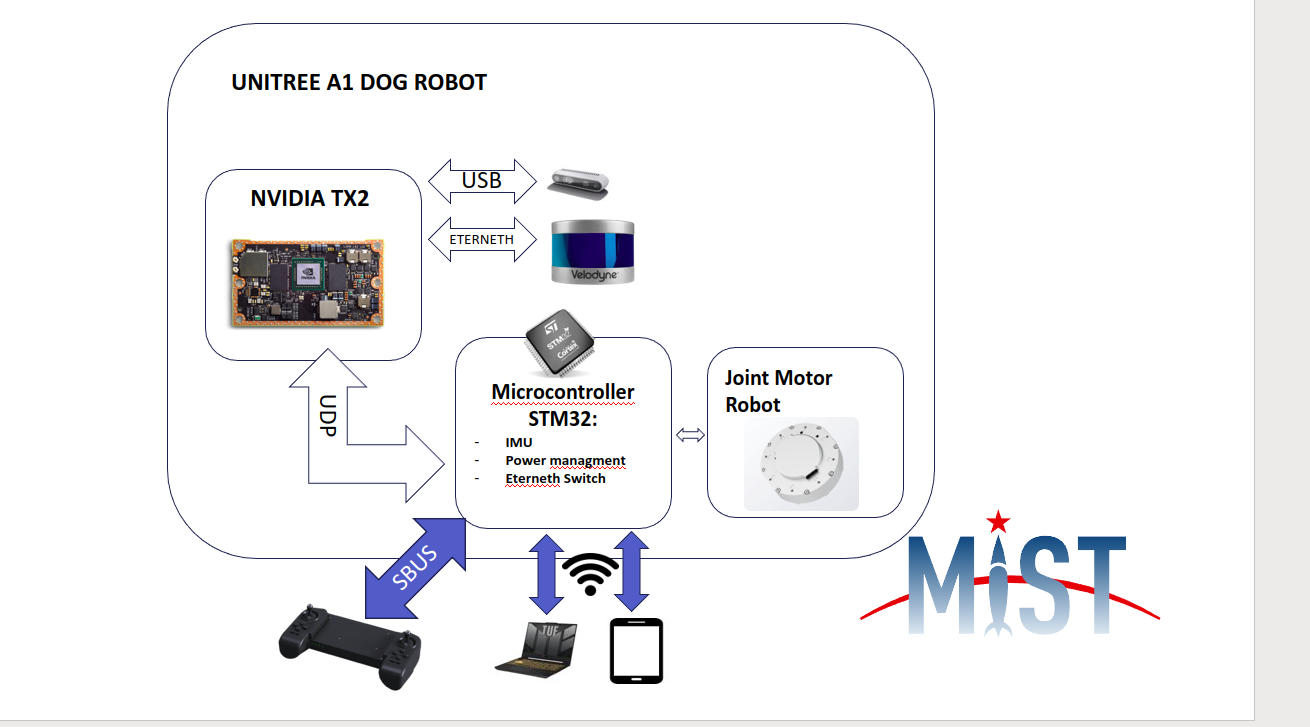 UNITREE A1 DOG ROBOT
NVIDIA TX2
USB
ETERNETH
NVIDIA
Velodyne
UDP
ST
STM32
Cortex
Microcontroller
STM32:
- IMU
- Power managment
- Eterneth Switch
Joint Motor
Robot
SBUS
TUF
MiST